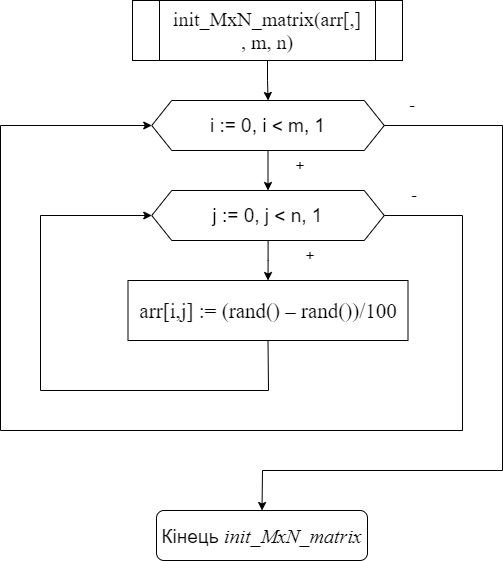 init_MxN_matrix(arr[,]
, m, n)
i := 0, i < m, 1
-
+
j := 0, j < n, 1
-
+
arr[i,j] := (rand() – rand())/100
Кінець init_MxN_matrix